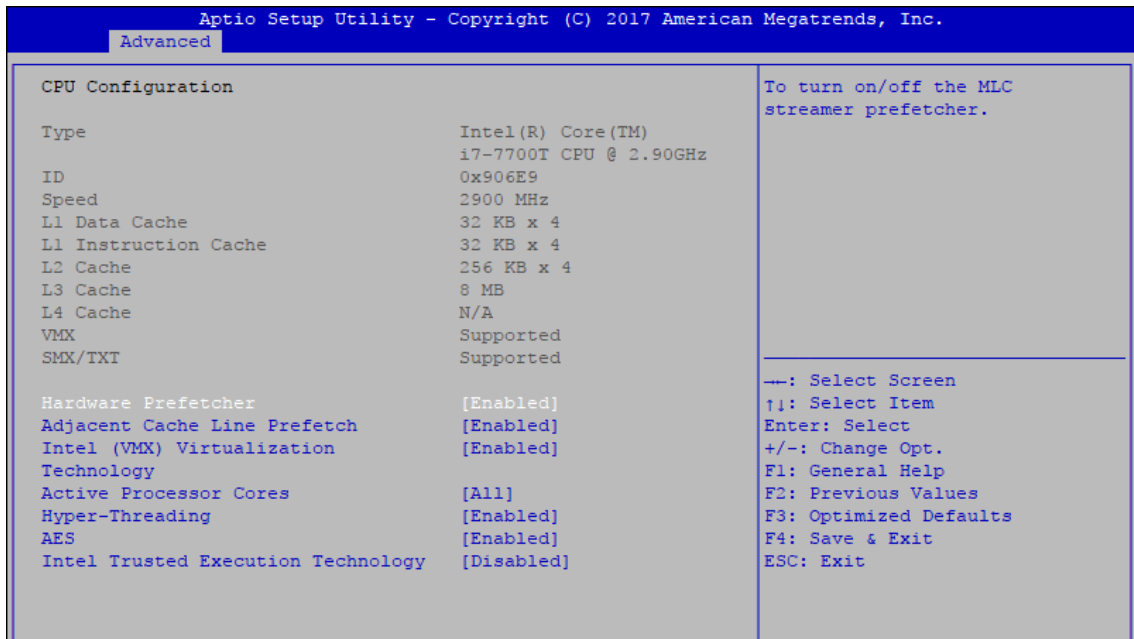 Aptio Setup Utility - Copyright (C) 2017 American Megatrends, Inc.
Advanced
CPU Configuration
Type Intel(R) Core(TM)
i7-7700T CPU @ 2.90GHz
ID 0x906E9
Speed 2900 MHz
L1 Data Cache 32 KB x 4
L1 Instruction Cache 32 KB x 4
L2 Cache 256 KB x 4
L3 Cache 8 MB
L4 Cache N/A
VMX Supported
SMX/TXT Supported
Hardware Prefetcher [Enabled]
Adjacent Cache Line Prefetch [Enabled]
Intel (VMX) Virtualization [Enabled]
Technology
Active Processor Cores [All]
Hyper-Threading [Enabled]
AES [Enabled]
Intel Trusted Execution Technology [Disabled]
To turn on/off the MLC
streamer prefetcher.
→←: Select Screen
↑↓: Select Item
Enter: Select
+/-: Change Opt.
F1: General Help
F2: Previous Values
F3: Optimized Defaults
F4: Save & Exit
ESC: Exit